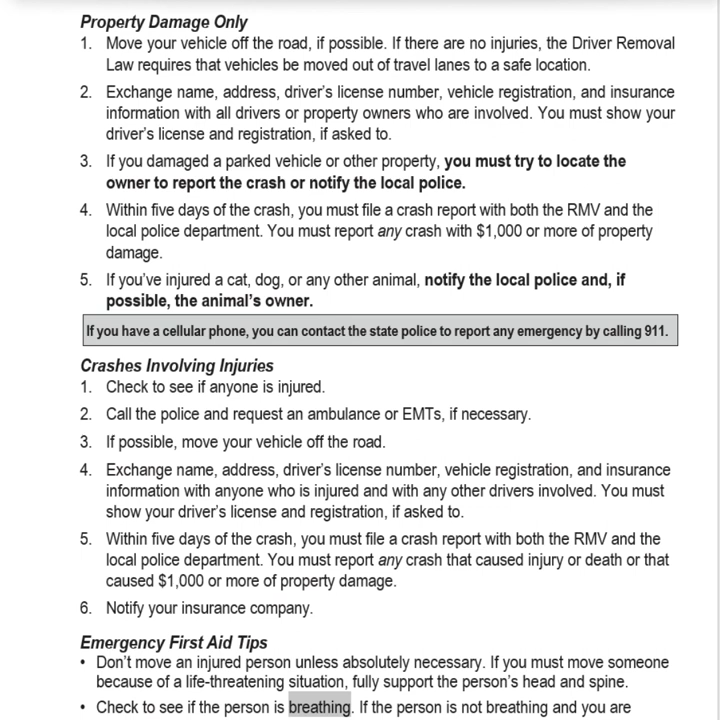 Property Damage Only
1. Move your vehicle off the road, if possible. If there are no injuries, the Driver Removal
Law requires that vehicles be moved out of travel lanes to a safe location.
2. Exchange name, address, driver's license number, vehicle registration, and insurance
information with all drivers or property owners who are involved. You must show your
driver's license and registration, if asked to.
3. If you damaged a parked vehicle or other property, you must try to locate the
owner to report the crash or notify the local police.
4. Within five days of the crash, you must file a crash report with both the RMV and the
local police department. You must report any crash with $1,000 or more of property
damage.
5. If you've injured a cat, dog, or any other animal, notify the local police and, if
possible, the animal's owner.
If you have a cellular phone, you can contact the state police to report any emergency by calling 911.
Crashes Involving Injuries
1. Check to see if anyone is injured.
2. Call the police and request an ambulance or EMTs, if necessary.
3. If possible, move your vehicle off the road.
4. Exchange name, address, driver's license number, vehicle registration, and insurance
information with anyone who is injured and with any other drivers involved. You must
show your driver's license and registration, if asked to.
5. Within five days of the crash, you must file a crash report with both the RMV and the
local police department. You must report any crash that caused injury or death or that
caused $1,000 or more of property damage.
6. Notify your insurance company.
Emergency First Aid Tips
• Don't move an injured person unless absolutely necessary. If you must move someone
because of a life-threatening situation, fully support the person's head and spine.
• Check to see if the person is breathing. If the person is not breathing and you are